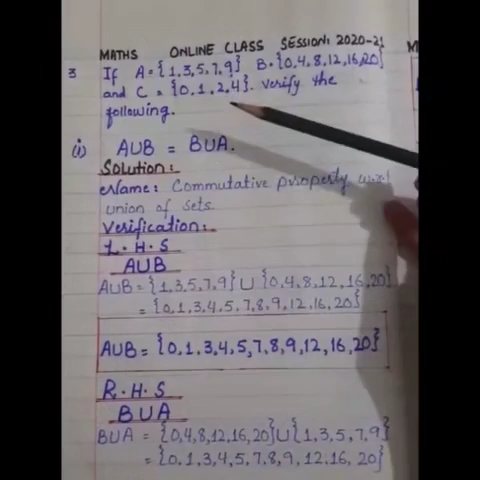 MATHS ONLINE CLASS SESSION: 2020-21
3 If A = {1,3,5,7,9} B = {0,4,8,12,16,20}
and C = {0,1,2,4}. Verify the
following.
(i) AUB = BUA.
Solution:
Name: Commutative property w.r.t
union of sets.
Verification:
L.H.S
AUB
AUB = {1,3,5,7,9} U {0,4,8,12,16,20}
= {0,1,3,4,5,7,8,9,12,16,20}
AUB = {0,1,3,4,5,7,8,9,12,16,20}
R.H.S
BUA
BUA = {0,4,8,12,16,20} U {1,3,5,7,9}
= {0,1,3,4,5,7,8,9,12,16,20}